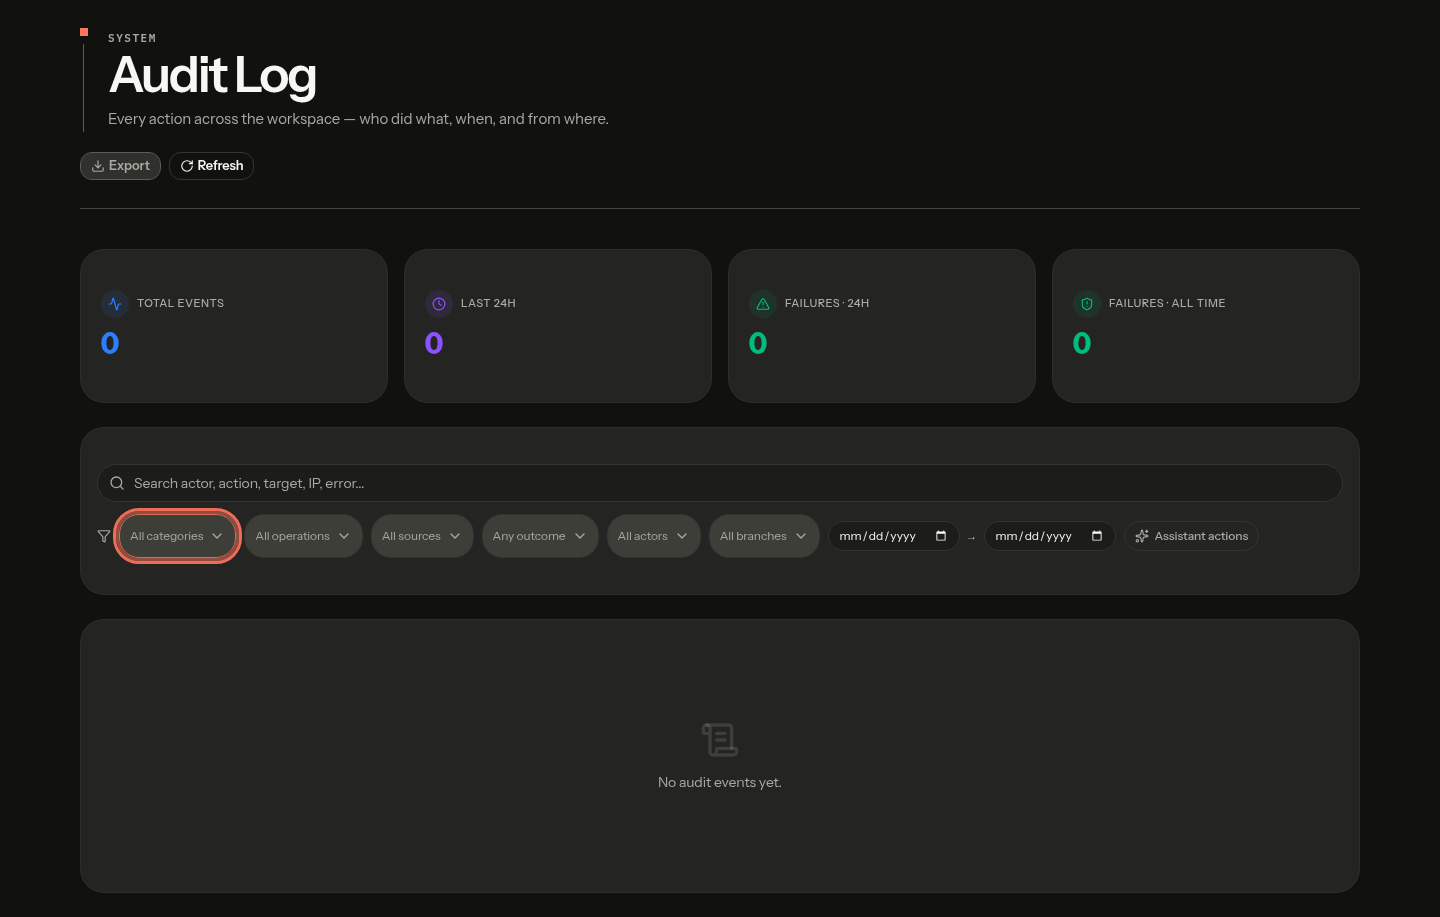 SYSTEM
Audit Log
Every action across the workspace — who did what, when, and from where.
Export Refresh
TOTAL EVENTS LAST 24H FAILURES · 24H FAILURES · ALL TIME
0 0 0 0
Search actor, action, target, IP, error...
All categories All operations All sources Any outcome All actors All branches mm/dd/yyyy → mm/dd/yyyy Assistant actions
No audit events yet.